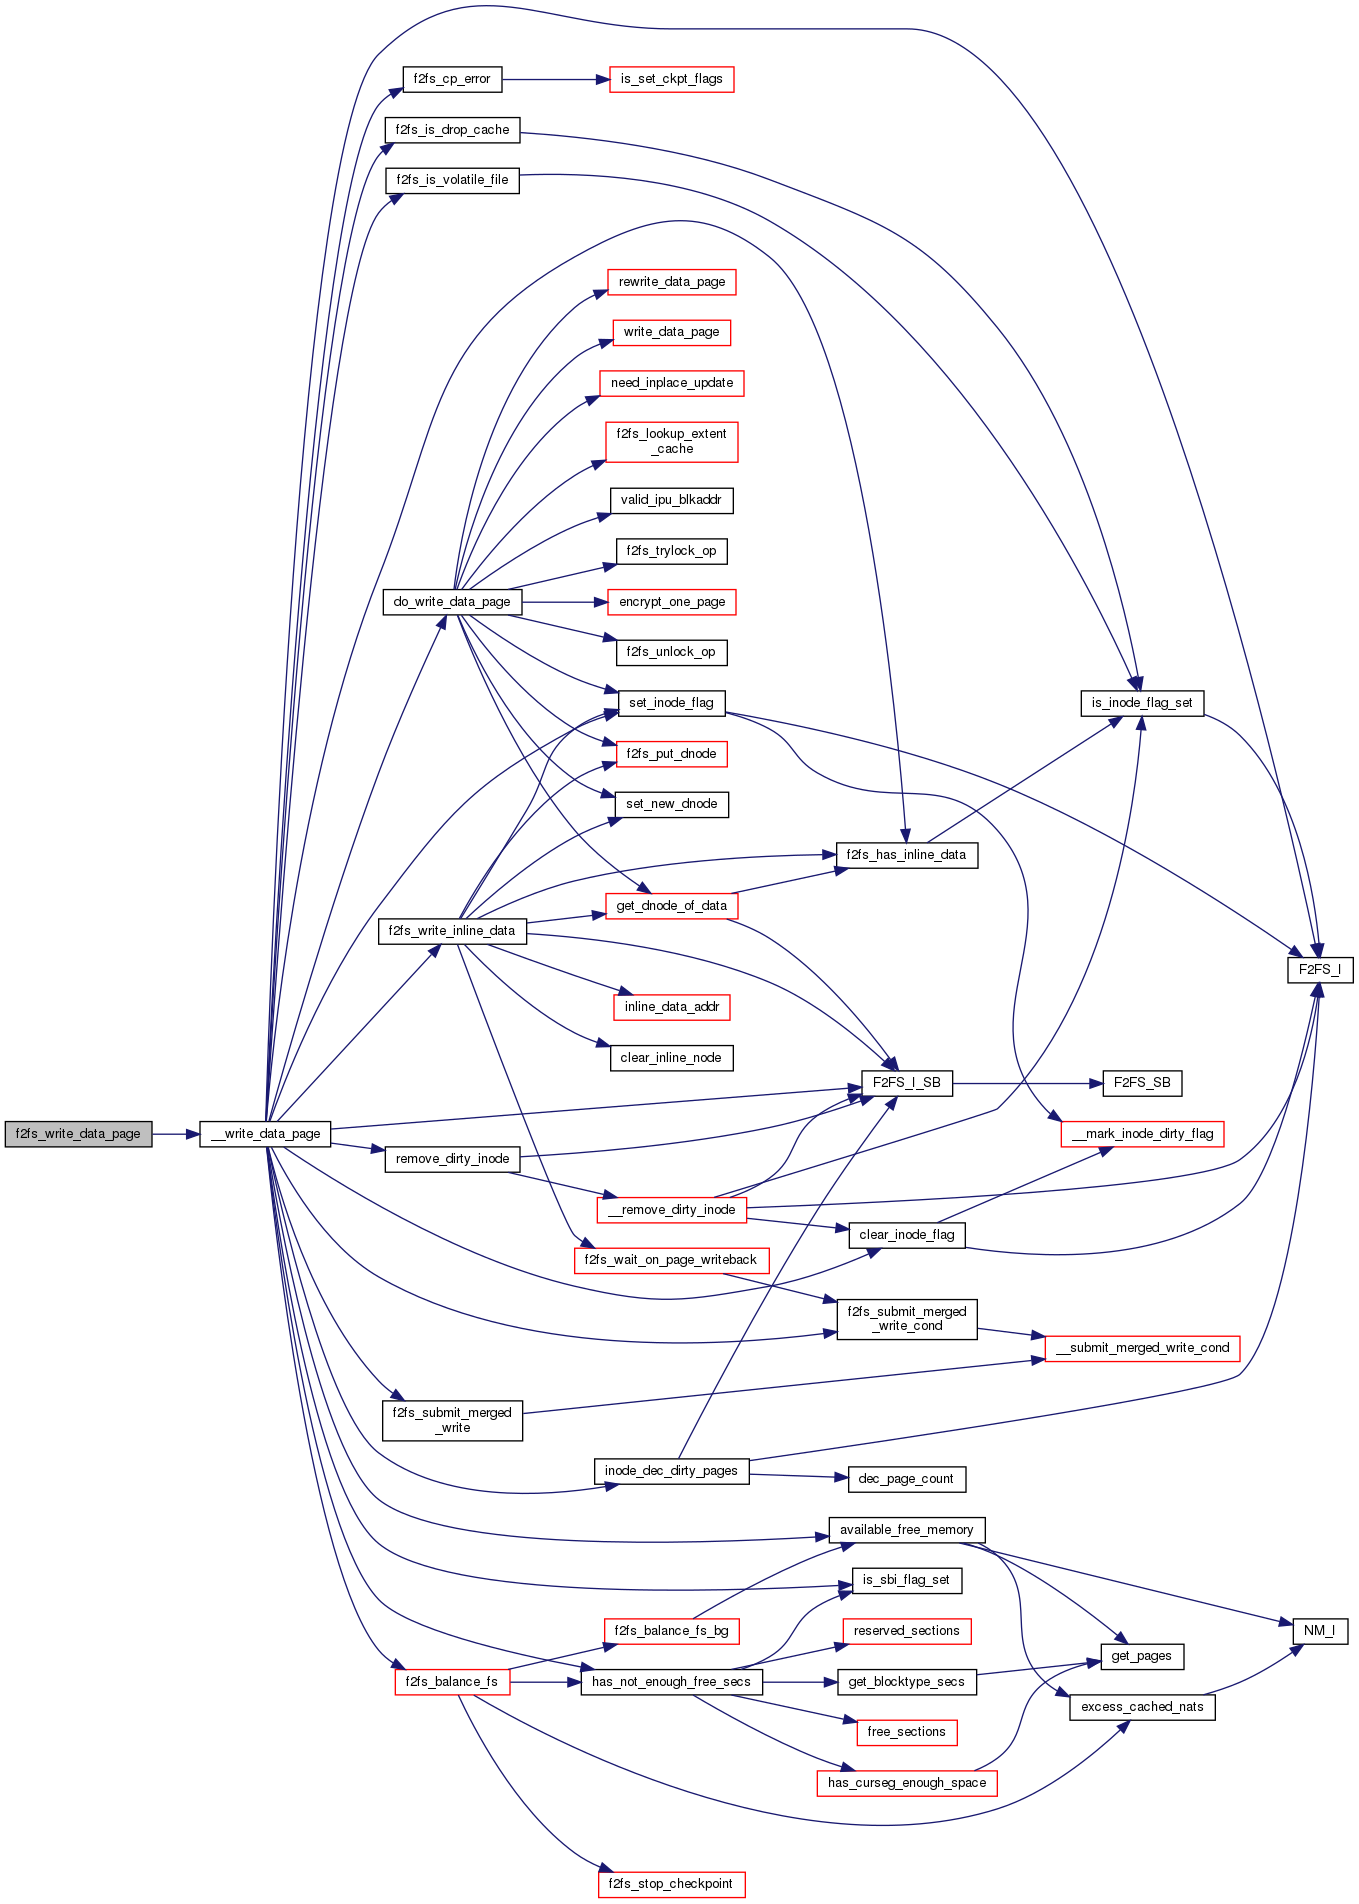 f2fs_cp_error
is_set_ckpt_flags
f2fs_is_drop_cache
f2fs_is_volatile_file
rewrite_data_page
write_data_page
need_inplace_update
f2fs_lookup_extent
_cache
valid_ipu_blkaddr
f2fs_trylock_op
do_write_data_page
encrypt_one_page
f2fs_unlock_op
set_inode_flag
is_inode_flag_set
f2fs_put_dnode
set_new_dnode
f2fs_has_inline_data
get_dnode_of_data
f2fs_write_inline_data
F2FS_I
inline_data_addr
clear_inline_node
F2FS_I_SB
F2FS_SB
f2fs_write_data_page
__write_data_page
__mark_inode_dirty_flag
remove_dirty_inode
__remove_dirty_inode
clear_inode_flag
f2fs_wait_on_page_writeback
f2fs_submit_merged
_write_cond
__submit_merged_write_cond
f2fs_submit_merged
_write
inode_dec_dirty_pages
dec_page_count
available_free_memory
is_sbi_flag_set
f2fs_balance_fs_bg
reserved_sections
NM_I
get_pages
f2fs_balance_fs
has_not_enough_free_secs
get_blocktype_secs
excess_cached_nats
free_sections
has_curseg_enough_space
f2fs_stop_checkpoint